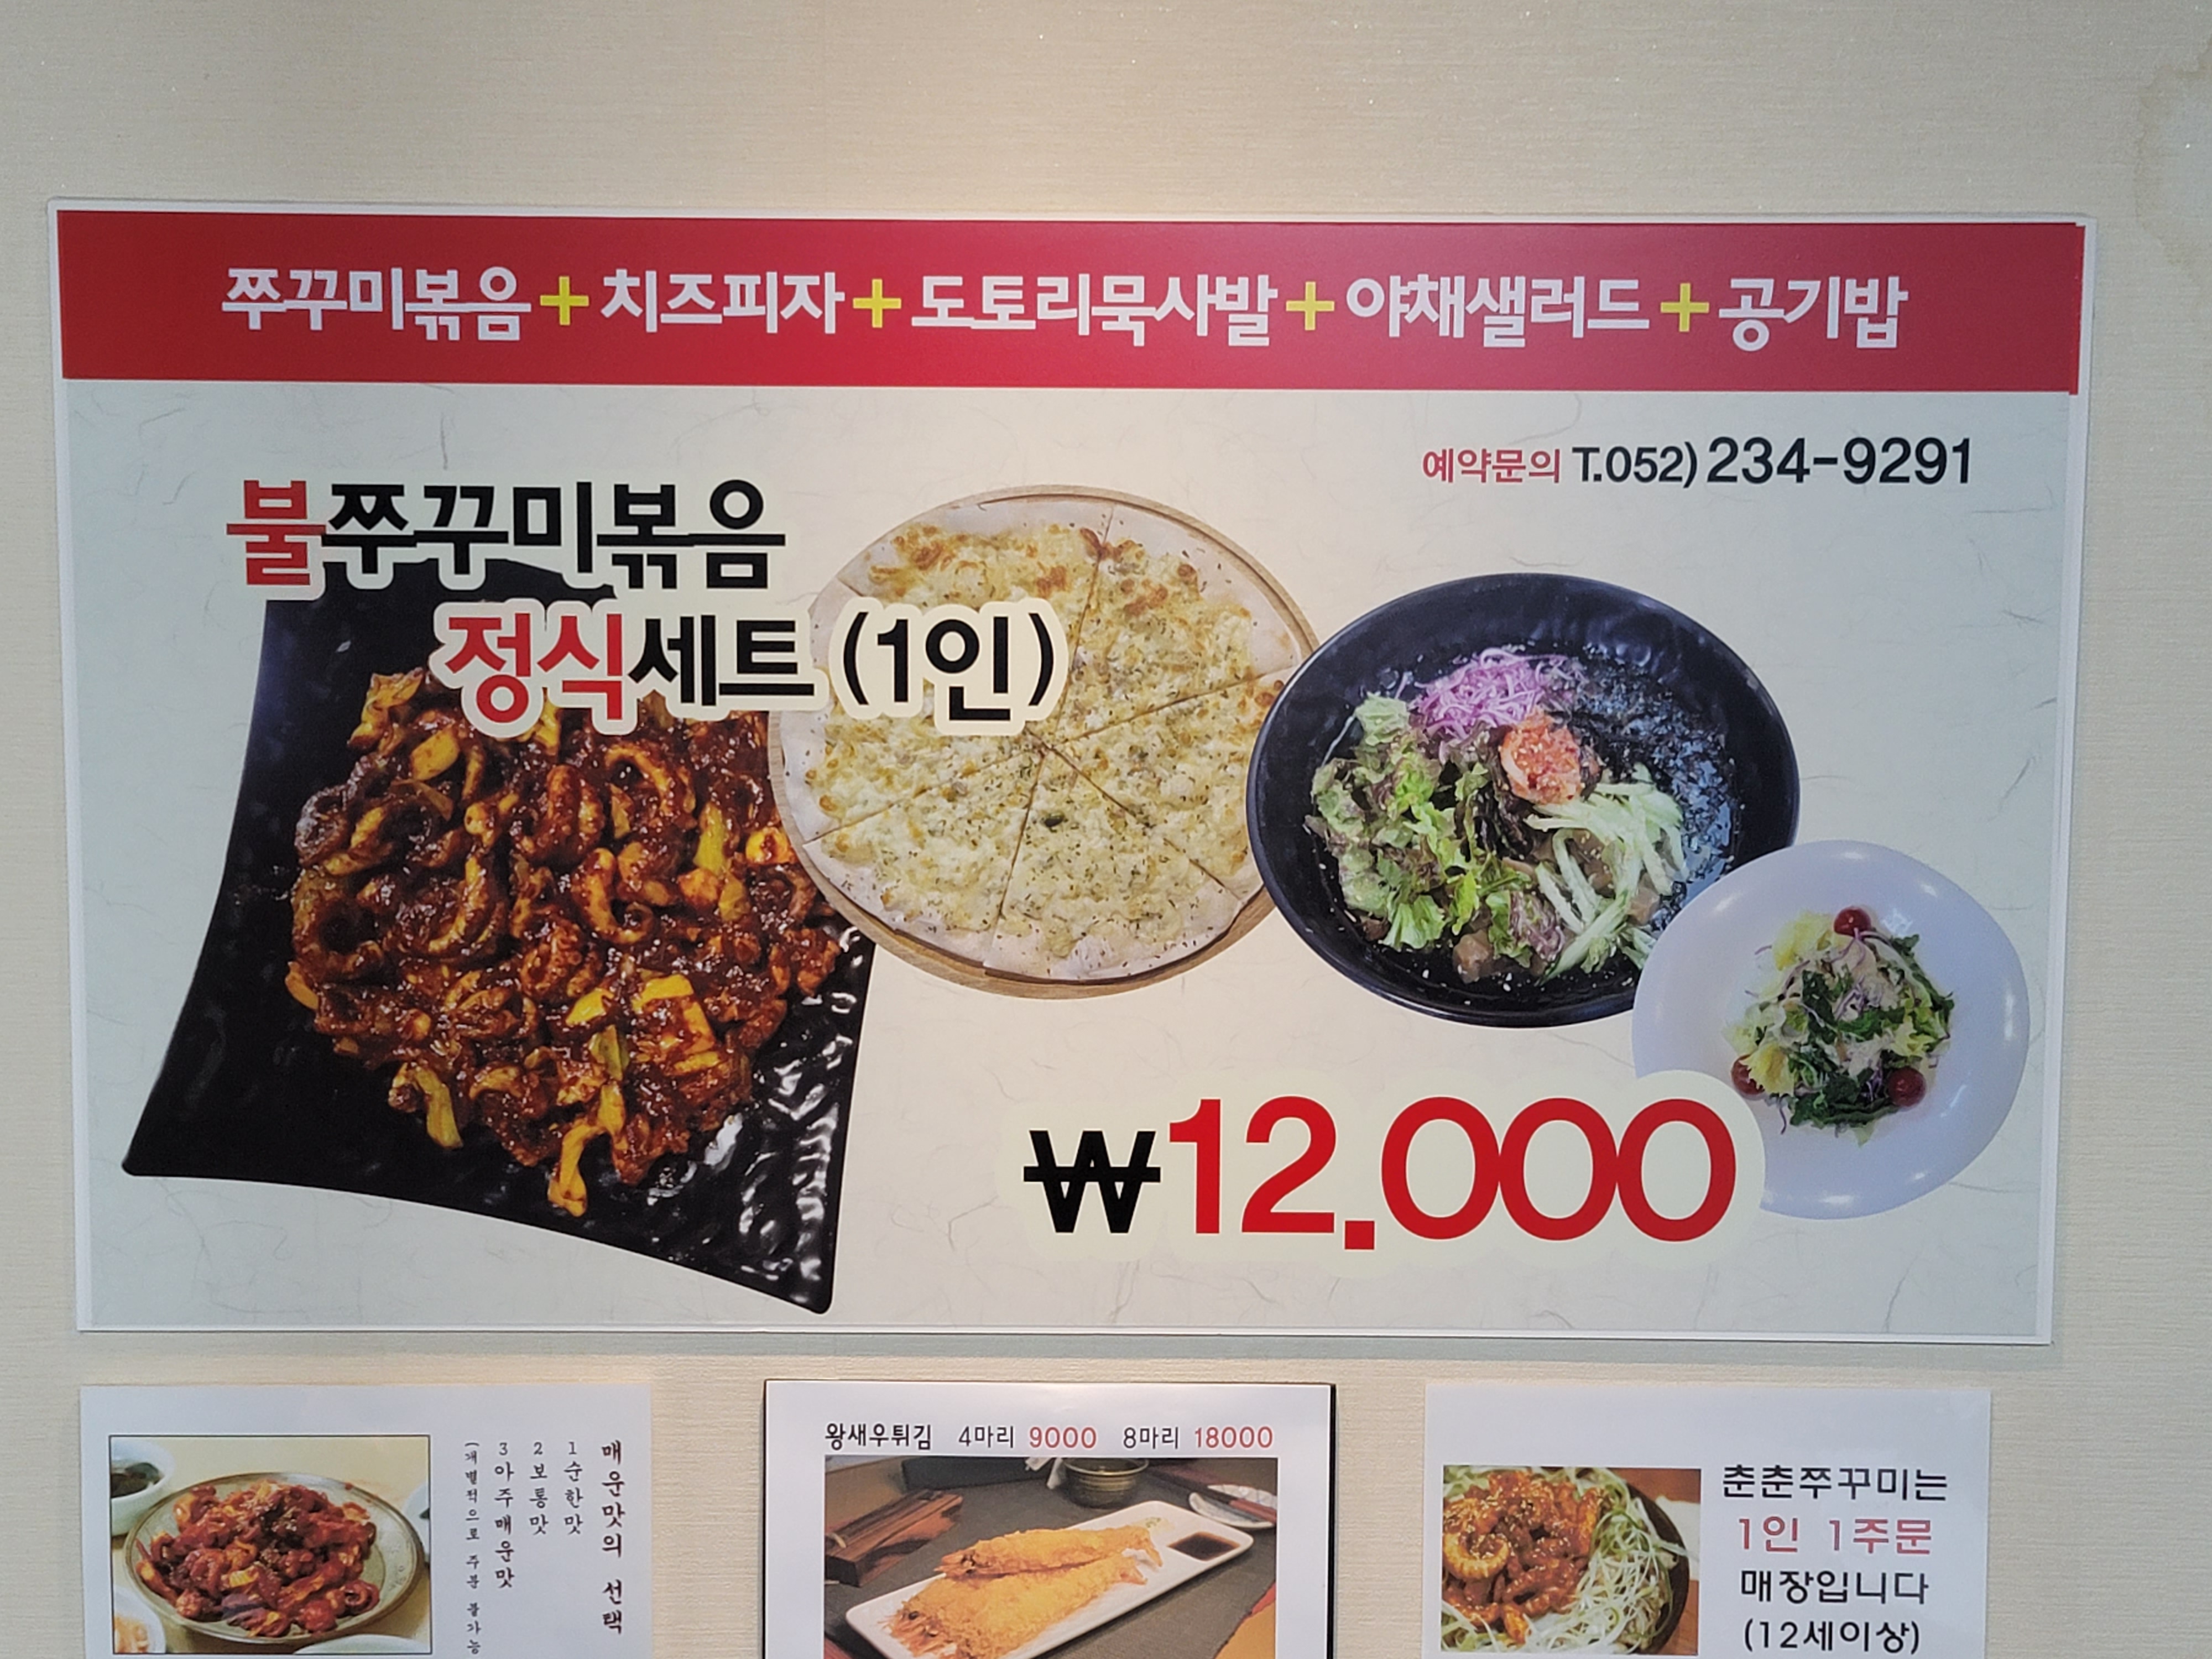 쭈꾸미볶음+치즈피자+도토리묵사발+야채샐러드+공기밥
예약문의 T.052) 234-9291
불쭈꾸미볶음
정식세트 (1인)
₩12.000
매운맛의 선택
1순한맛
2보통맛
3아주매운맛
(개별적으로 주문 불가능
왕새우튀김 4마리 9000 8마리 18000
춘춘쭈꾸미는
1인 1주문
매장입니다
(12세이상)